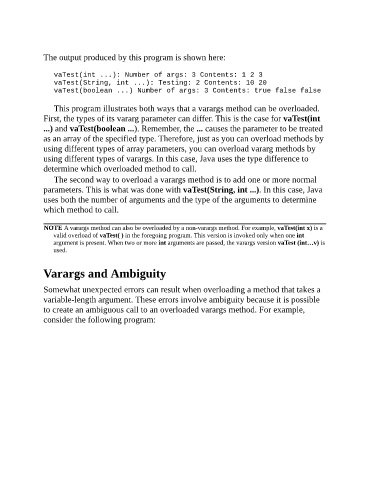 The output produced by this program is shown here:
vaTest(int ...): Number of args: 3 Contents: 1 2 3
vaTest(String, int ...): Testing: 2 Contents: 10 20
vaTest(boolean ...) Number of args: 3 Contents: true false false
This program illustrates both ways that a varargs method can be overloaded.
First, the types of its vararg parameter can differ. This is the case for vaTest(int
...) and vaTest(boolean ...). Remember, the ... causes the parameter to be treated
as an array of the specified type. Therefore, just as you can overload methods by
using different types of array parameters, you can overload vararg methods by
using different types of varargs. In this case, Java uses the type difference to
determine which overloaded method to call.
The second way to overload a varargs method is to add one or more normal
parameters. This is what was done with vaTest(String, int ...). In this case, Java
uses both the number of arguments and the type of the arguments to determine
which method to call.
NOTE A varargs method can also be overloaded by a non-varargs method. For example, vaTest(int x) is a
valid overload of vaTest( ) in the foregoing program. This version is invoked only when one int
argument is present. When two or more int arguments are passed, the varargs version vaTest (int…v) is
used.
Varargs and Ambiguity
Somewhat unexpected errors can result when overloading a method that takes a
variable-length argument. These errors involve ambiguity because it is possible
to create an ambiguous call to an overloaded varargs method. For example,
consider the following program: